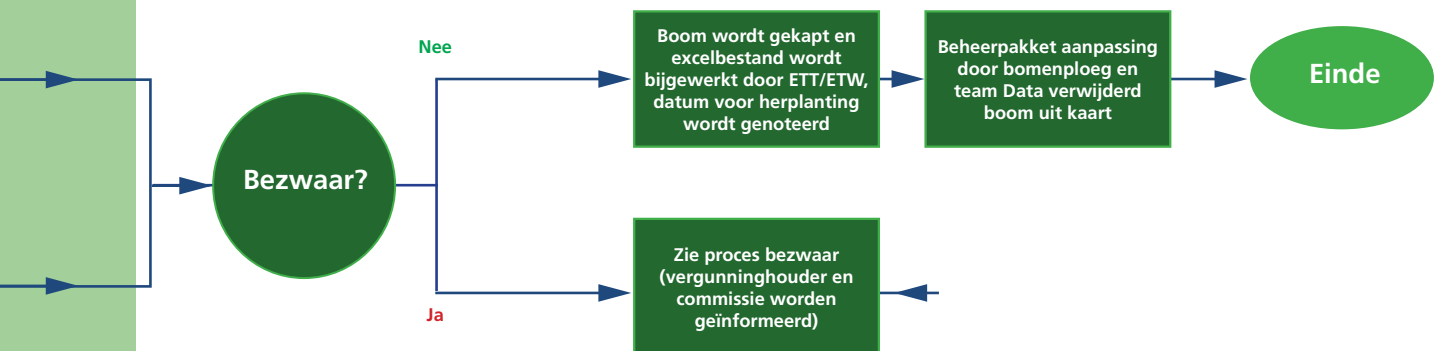 Bezwaar?
Nee
Boom wordt gekapt en
excelbestand wordt
bijgewerkt door ETT/ETW,
datum voor herplanting
wordt genoteerd
Beheerpakket aanpassing
door bomenploeg en
team Data verwijderd
boom uit kaart
Einde
Ja
Zie proces bezwaar
(vergunninghouder en
commissie worden
geïnformeerd)